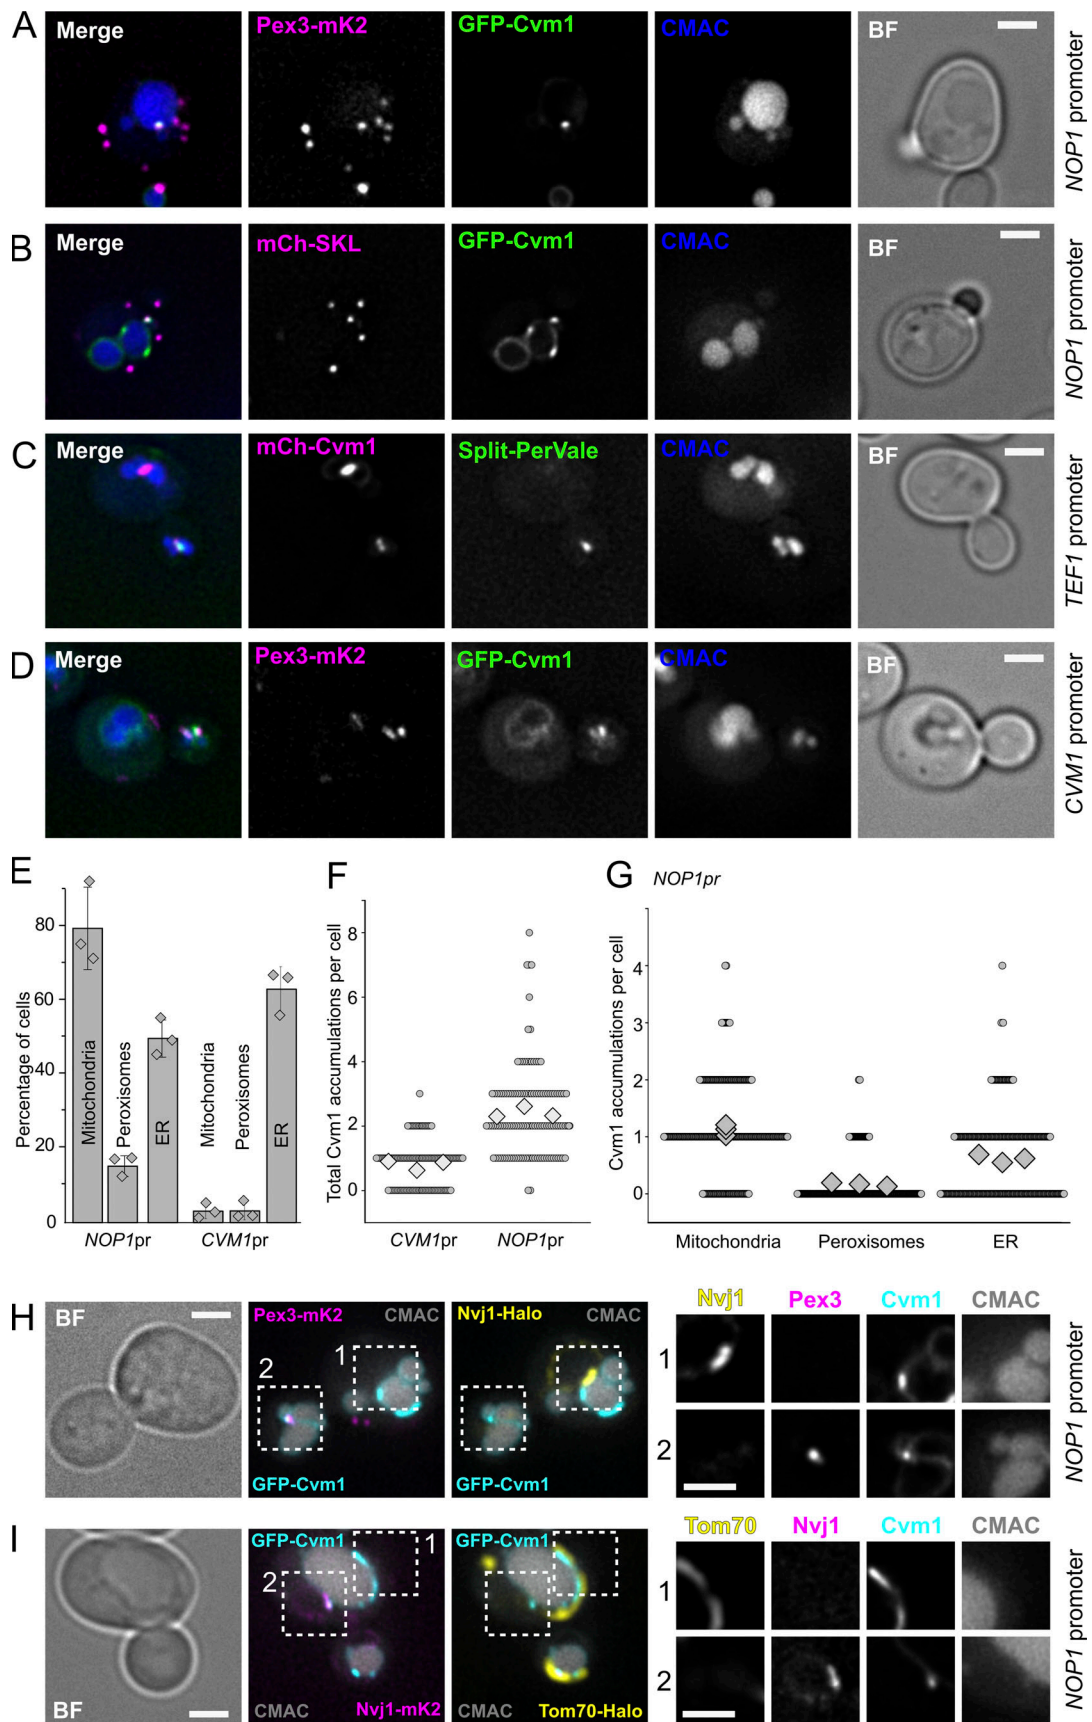 A
Merge
Pex3-mK2
GFP-Cvm1
CMAC
BF
NOP1 promoter
B
Merge
mCh-SKL
GFP-Cvm1
CMAC
BF
NOP1 promoter
C
Merge
mCh-Cvm1
Split-PerVale
CMAC
BF
TEF1 promoter
D
Merge
Pex3-mK2
GFP-Cvm1
CMAC
BF
CVM1 promoter
E
Percentage of cells
80
60
40
20
0
Mitochondria
Peroxisomes
ER
Mitochondria
Peroxisomes
ER
NOP1pr
CVM1pr
F
Total Cvm1 accumulations per cell
8
6
4
2
0
CVM1pr
NOP1pr
G
NOP1pr
Cvm1 accumulations per cell
4
3
2
1
0
Mitochondria
Peroxisomes
ER
H
BF
Pex3-mK2
CMAC
1
2
GFP-Cvm1
Nvj1-Halo
CMAC
GFP-Cvm1
Nvj1
Pex3
Cvm1
CMAC
1
2
NOP1 promoter
I
BF
GFP-Cvm1
1
2
CMAC
Nvj1-mK2
GFP-Cvm1
CMAC
Tom70-Halo
Tom70
Nvj1
Cvm1
CMAC
1
2
NOP1 promoter